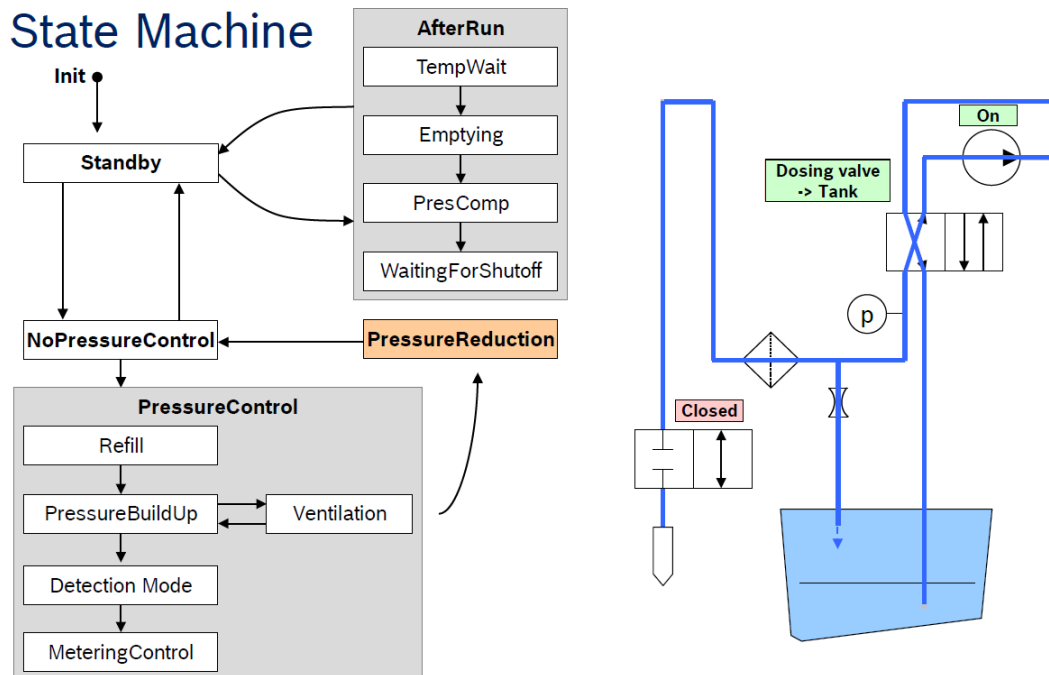 State Machine
Init
Standby
AfterRun
TempWait
Emptying
PresComp
WaitingForShutoff
NoPressureControl
PressureReduction
PressureControl
Refill
PressureBuildUp
Ventilation
Detection Mode
MeteringControl
On
Dosing valve
-> Tank
p
Closed